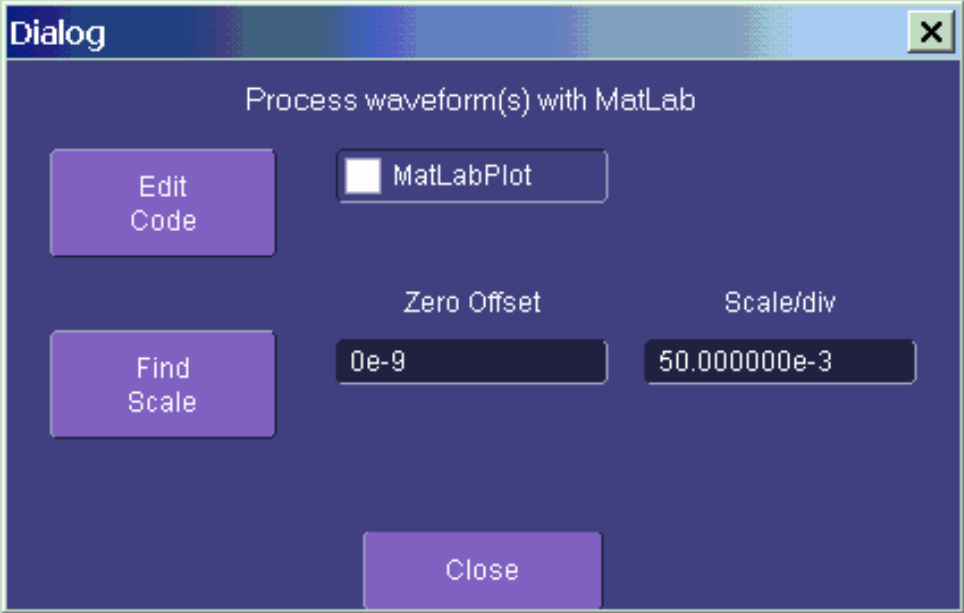 Dialog
Process waveform(s) with MatLab
Edit
Code
MatLabPlot
Zero Offset
Scale/div
Find
Scale
0e-9
50.000000e-3
Close